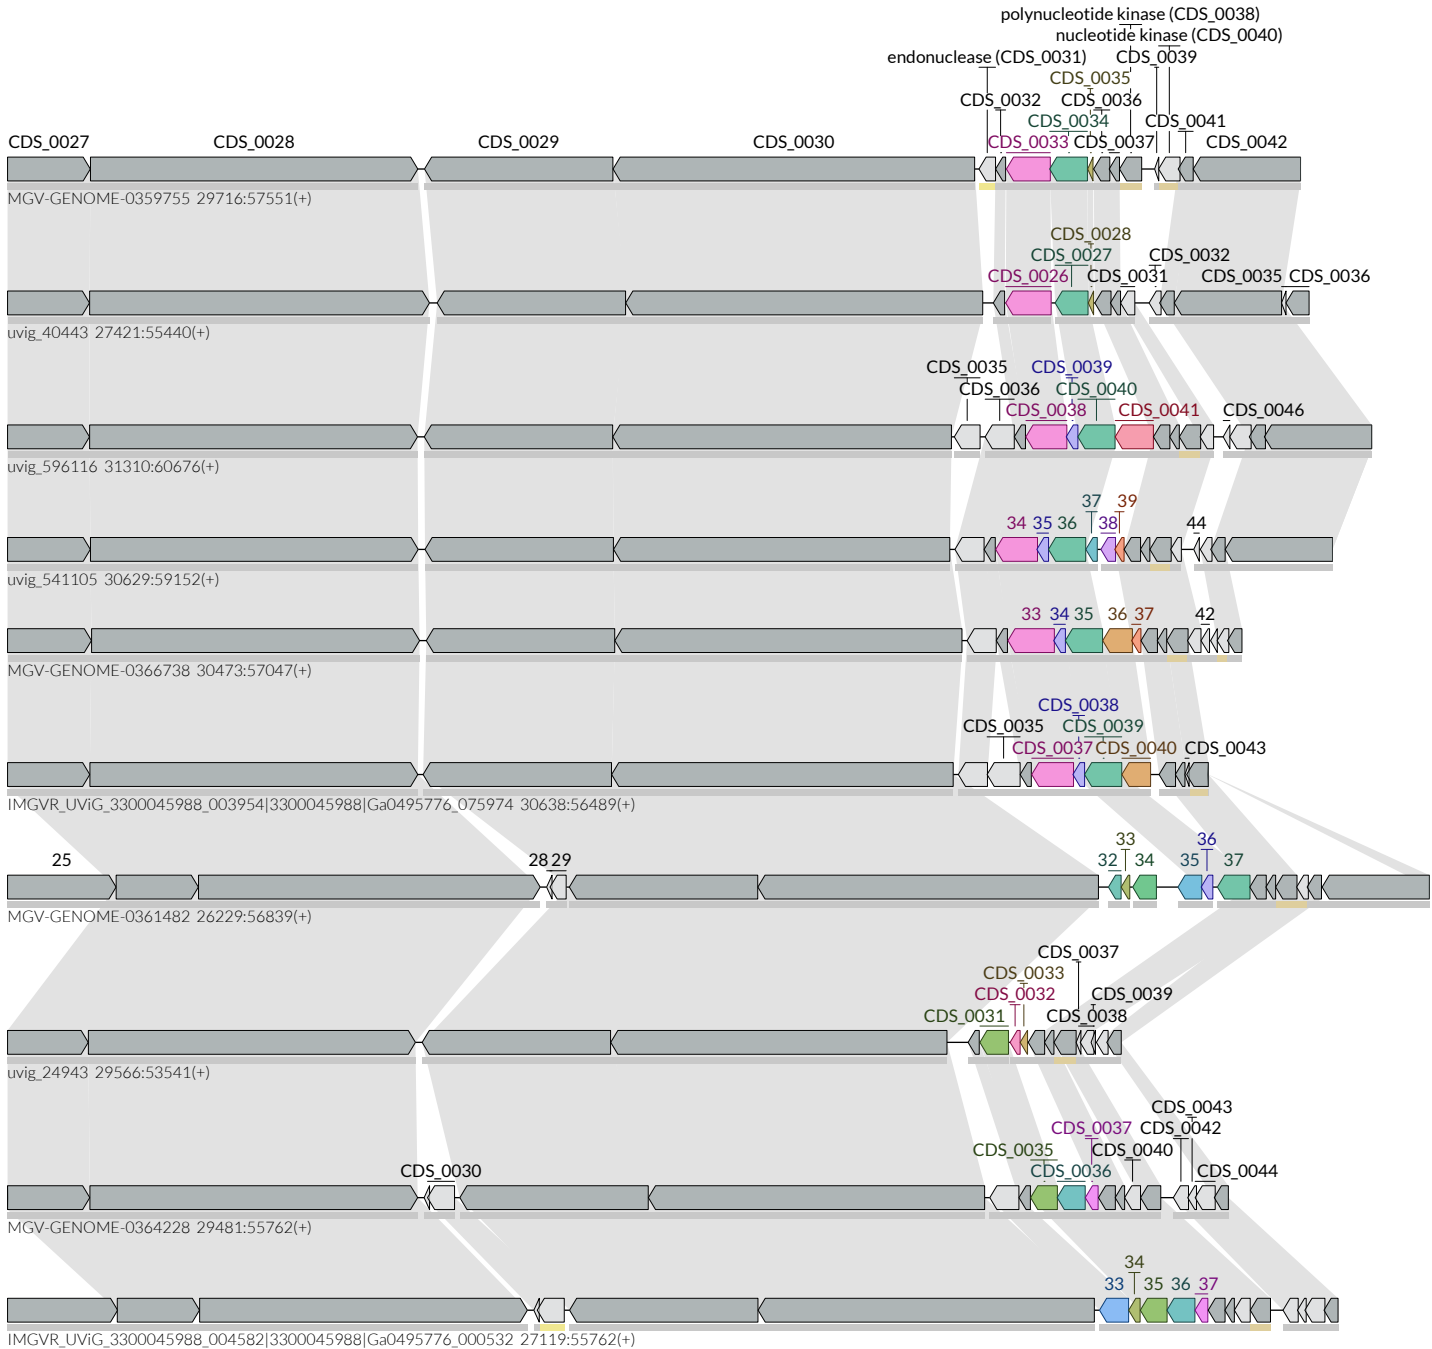 polynucleotide kinase (CDS_0038)
nucleotide kinase (CDS_0040)
endonuclease (CDS_0031) CDS_0039
CDS_0035
CDS_0032 CDS_0036
CDS_0034 CDS_0041
CDS_0027 CDS_0028 CDS_0029 CDS_0030 CDS_0033 CDS_0037 CDS_0042
MGV-GENOME-0359755 29716:57551(+)
CDS_0028
CDS_0027 CDS_0032
CDS_0026 CDS_0031 CDS_0035 CDS_0036
uvig_40443 27421:55440(+)
CDS_0035 CDS_0039
CDS_0036 CDS_0040
CDS_0038 CDS_0041 CDS_0046
uvig_596116 31310:60676(+)
37 39
34 35 36 38 44
uvig_541105 30629:59152(+)
33 34 35 36 37 42
MGV-GENOME-0366738 30473:57047(+)
CDS_0038
CDS_0035 CDS_0039
CDS_0037 CDS_0040 CDS_0043
IMGVR_UViG_3300045988_003954|3300045988|Ga0495776_075974 30638:56489(+)
33 36
25 28 29 32 34 35 37
MGV-GENOME-0361482 26229:56839(+)
CDS_0037
CDS_0033
CDS_0032 CDS_0039
CDS_0031 CDS_0038
uvig_24943 29566:53541(+)
CDS_0043
CDS_0037 CDS_0042
CDS_0035 CDS_0040
CDS_0030 CDS_0036 CDS_0044
MGV-GENOME-0364228 29481:55762(+)
34
33 35 36 37
IMGVR_UViG_3300045988_004582|3300045988|Ga0495776_000532 27119:55762(+)